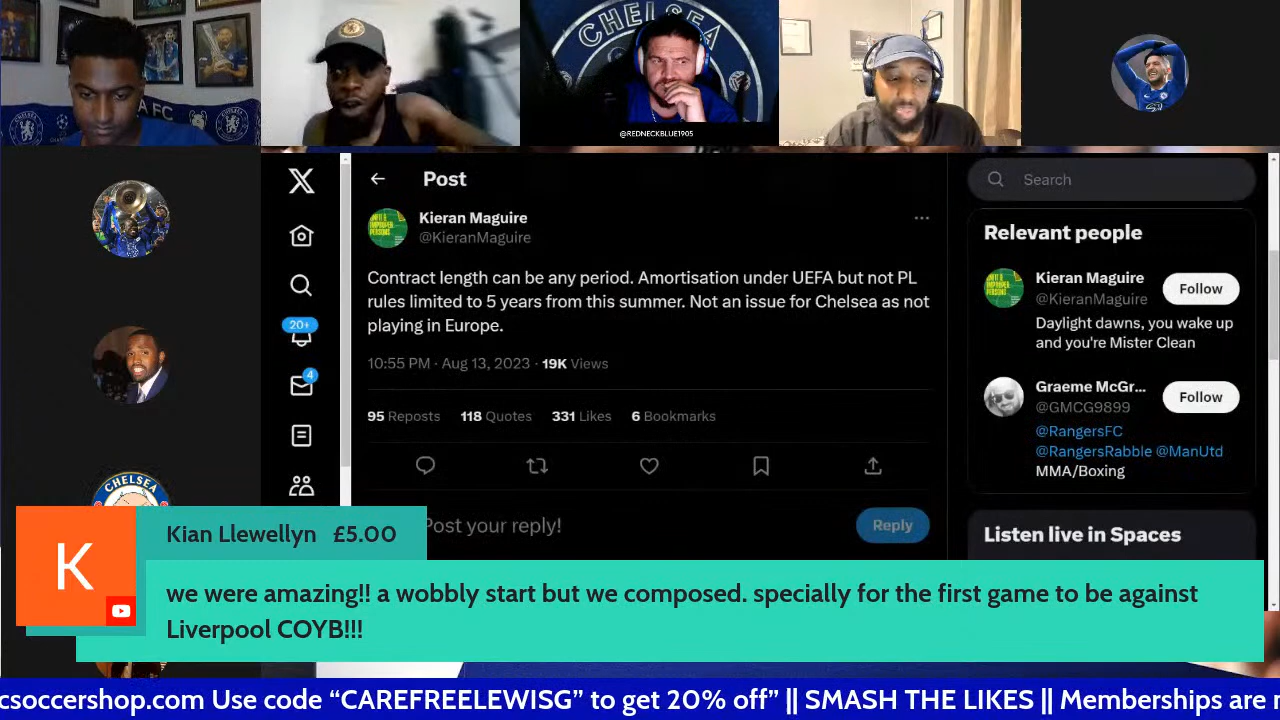 CHELSEA
A FC
@REDNECKBLUE1905
Post
Search
Kieran Maguire
@KieranMaguire
Contract length can be any period. Amortisation under UEFA but not PL
rules limited to 5 years from this summer. Not an issue for Chelsea as not
playing in Europe.
10:55 PM · Aug 13, 2023 · 19K Views
95 Reposts 118 Quotes 331 Likes 6 Bookmarks
Post your reply!
Reply
20+
4
Relevant people
Kieran Maguire
@KieranMaguire
Follow
Daylight dawns, you wake up
and you're Mister Clean
Graeme McGr...
@GMCG9899
Follow
@RangersFC
@RangersRabble @ManUtd
MMA/Boxing
Listen live in Spaces
CHELSEA
K
Kian Llewellyn £5.00
we were amazing!! a wobbly start but we composed. specially for the first game to be against
Liverpool COYB!!!
csoccershop.com Use code “CAREFREELEWISG” to get 20% off” || SMASH THE LIKES || Memberships are